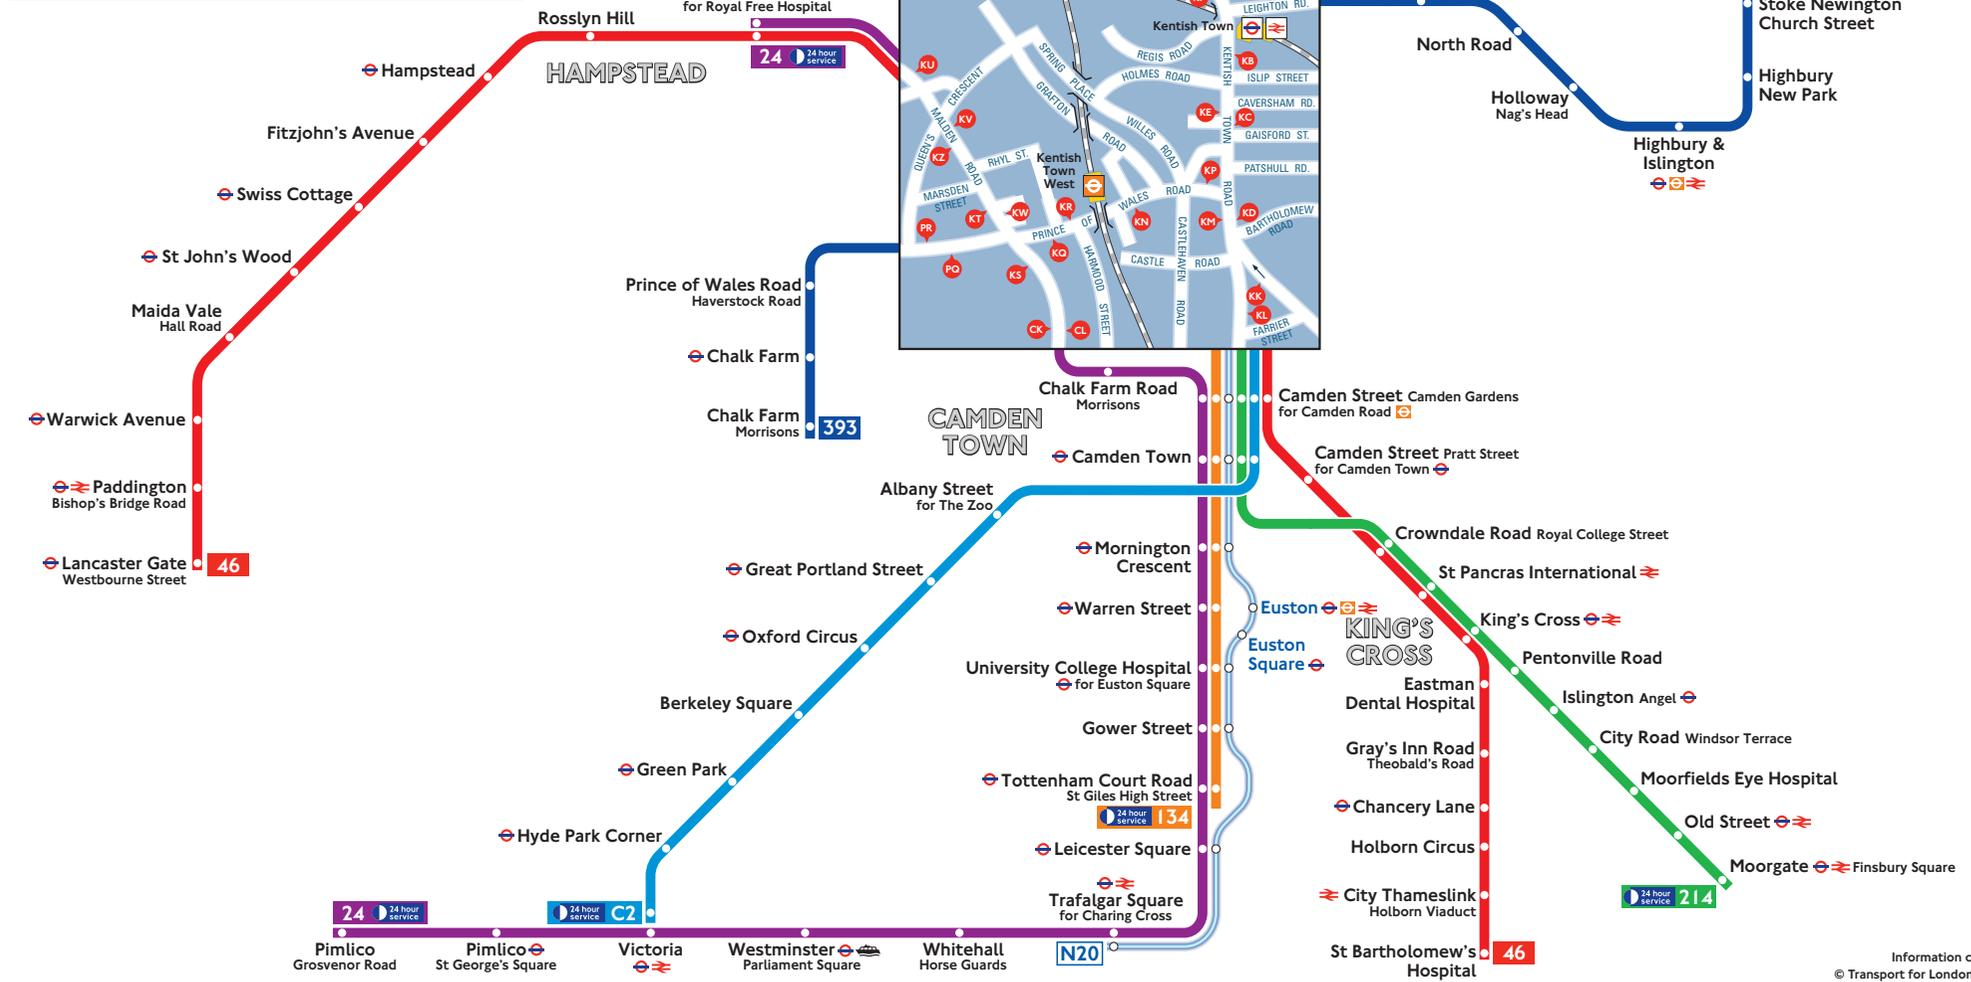 for Royal Free Hospital
Rosslyn Hill
24 24 hour service
HAMPSTEAD
Hampstead
Fitzjohn's Avenue
Swiss Cottage
St John's Wood
Maida Vale
Hall Road
Warwick Avenue
Paddington
Bishop's Bridge Road
Lancaster Gate
Westbourne Street
46
Prince of Wales Road
Haverstock Road
Chalk Farm
Chalk Farm
Morrisons
393
LEIGHTON RD.
Kentish Town
KU
SPRING PLACE
REGIS ROAD
KENTISH TOWN ROAD
KB
HOLMES ROAD
ISLIP STREET
QUEEN'S CRESCENT
GRAFTON ROAD
CAVERSHAM RD.
KV
MALDEN ROAD
WILLES ROAD
KE
KC
GAISFORD ST.
KZ
RHYL ST.
Kentish
Town
West
PATSHULL RD.
KP
MARSDEN
STREET
KW
KR
PRINCE OF WALES ROAD
KT
KN
KM
KD
BARTHOLOMEW
ROAD
PR
KQ
CASTLE ROAD
CASTLEHAVEN ROAD
PQ
KS
HARMOOD STREET
KK
KL
FARRIER
STREET
CK
CL
North Road
Holloway
Nag's Head
Highbury &
Islington
Highbury
New Park
Stoke Newington
Church Street
Chalk Farm Road
Morrisons
CAMDEN
TOWN
Camden Town
Camden Street Camden Gardens
for Camden Road
Camden Street Pratt Street
for Camden Town
Albany Street
for The Zoo
Great Portland Street
Oxford Circus
Berkeley Square
Green Park
Hyde Park Corner
24 hour service C2
Mornington
Crescent
Warren Street
Euston
Euston
Square
University College Hospital
for Euston Square
Gower Street
Tottenham Court Road
St Giles High Street
24 hour service 134
Leicester Square
Trafalgar Square
for Charing Cross
N20
24 24 hour service
Pimlico
Grosvenor Road
Pimlico
St George's Square
Victoria
Westminster
Parliament Square
Whitehall
Horse Guards
Crowndale Road Royal College Street
St Pancras International
KING'S
CROSS
King's Cross
Pentonville Road
Islington Angel
City Road Windsor Terrace
Moorfields Eye Hospital
Old Street
Moorgate Finsbury Square
24 hour service 214
Eastman
Dental Hospital
Gray's Inn Road
Theobald's Road
Chancery Lane
Holborn Circus
City Thameslink
Holborn Viaduct
St Bartholomew's
Hospital
46
Information
© Transport for London